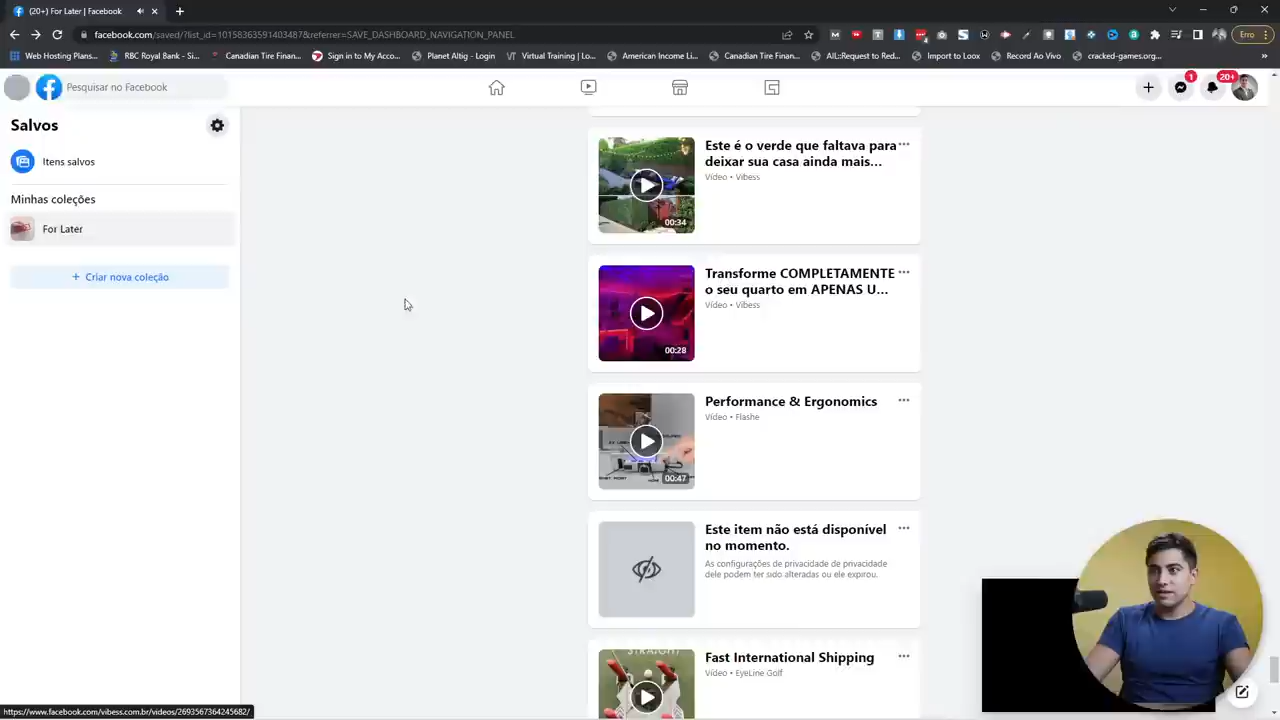 (20+) For Later | Facebook
facebook.com/saved/?list_id=10158363591403487&referrer=SAVE_DASHBOARD_NAVIGATION_PANEL
Erro
Web Hosting Plans...
RBC Royal Bank - Si...
Canadian Tire Finan...
Sign in to My Acco...
Planet Altig - Login
Virtual Training | Lo...
American Income Li...
Canadian Tire Finan...
AIL::Request to Red...
Import to Loox
Record Ao Vivo
cracked-games.org...
Pesquisar no Facebook
1
20+
Salvos
Itens salvos
Minhas coleções
For Later
+ Criar nova coleção
Este é o verde que faltava para
deixar sua casa ainda mais...
Vídeo • Vibess
00:34
Transforme COMPLETAMENTE
o seu quarto em APENAS U...
Vídeo • Vibess
00:28
Performance & Ergonomics
Vídeo • Flashe
00:47
Este item não está disponível
no momento.
As configurações de privacidade de privacidade
dele podem ter sido alteradas ou ele expirou.
Fast International Shipping
Vídeo • EyeLine Golf
STRAIGHT
https://www.facebook.com/vibess.com.br/videos/2693567364245682/